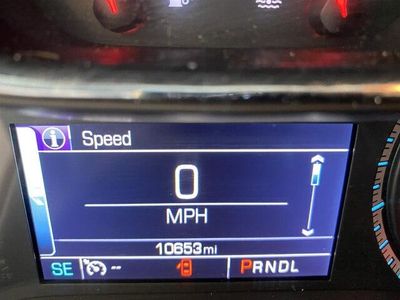 Speed
0
MPH
10653mi
SE -- PRNDL